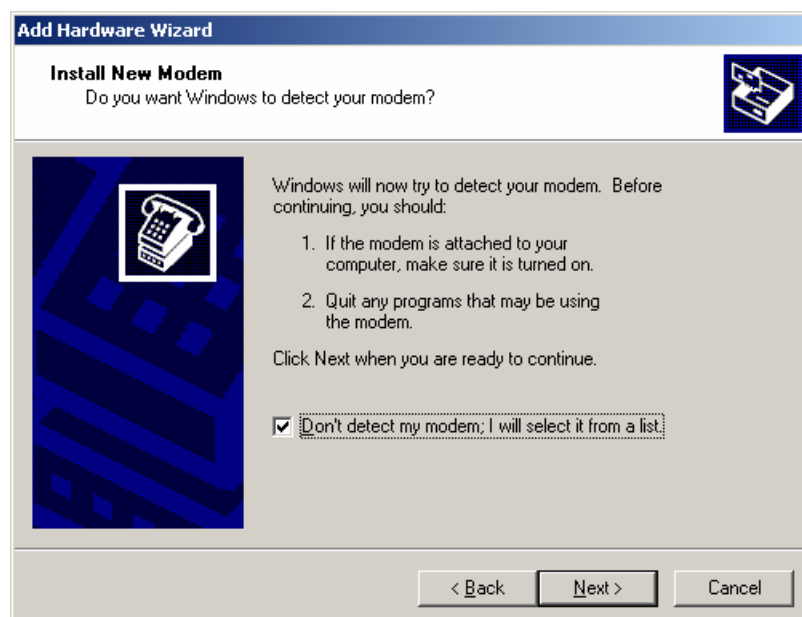 Add Hardware Wizard
Install New Modem
Do you want Windows to detect your modem?
Windows will now try to detect your modem. Before
continuing, you should:
1. If the modem is attached to your
computer, make sure it is turned on.
2. Quit any programs that may be using
the modem.
Click Next when you are ready to continue.
Don't detect my modem; I will select it from a list.
< Back
Next >
Cancel